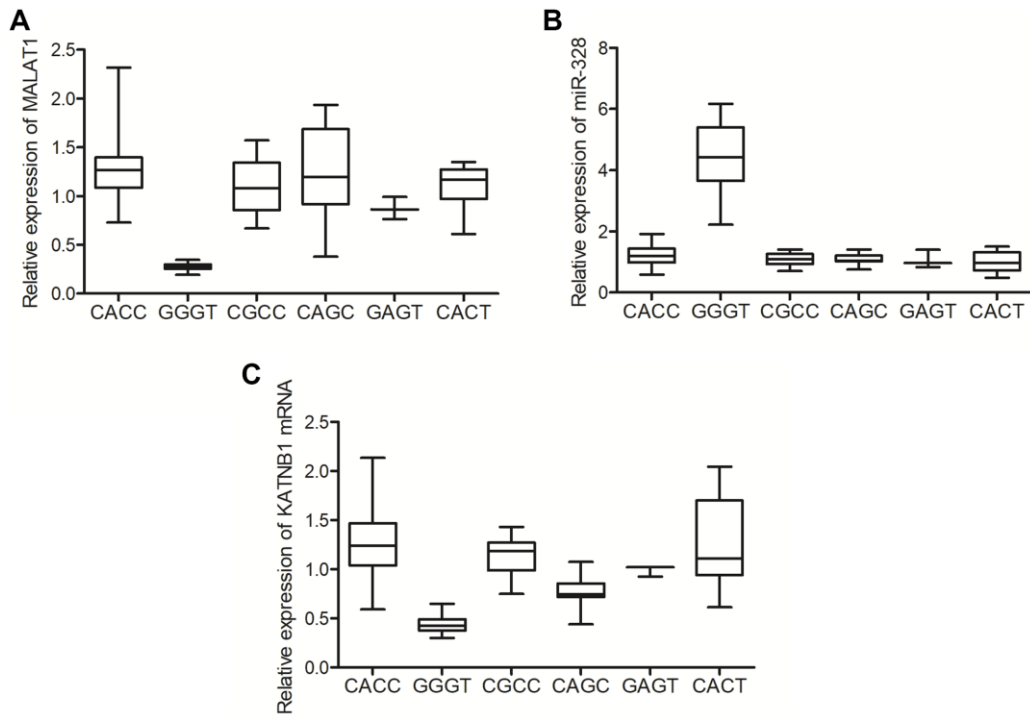 A
Relative expression of MALAT1
2.5
2.0
1.5
1.0
0.5
0.0
CACC GGGT CGCC CAGC GAGT CACT
B
Relative expression of miR-328
8
6
4
2
0
CACC GGGT CGCC CAGC GAGT CACT
C
Relative expression of KATNB1 mRNA
2.5
2.0
1.5
1.0
0.5
0.0
CACC GGGT CGCC CAGC GAGT CACT